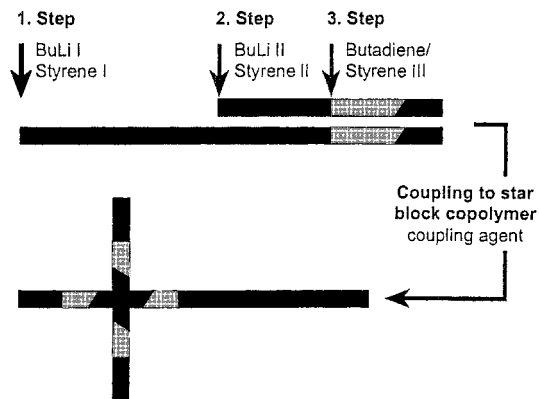 1. Step
BuLi I
Styrene I
2. Step
BuLi II
Styrene II
3. Step
Butadiene/
Styrene III
Coupling to star
block copolymer
coupling agent